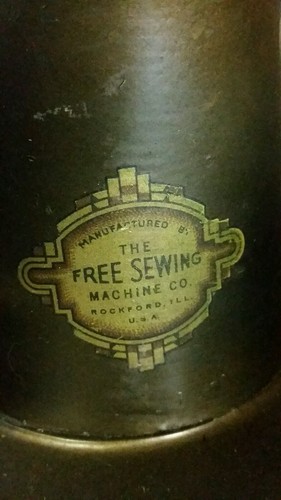 MANUFACTURED BY
THE
FREE SEWING
MACHINE CO.
ROCKFORD, ILL.
U.S.A.